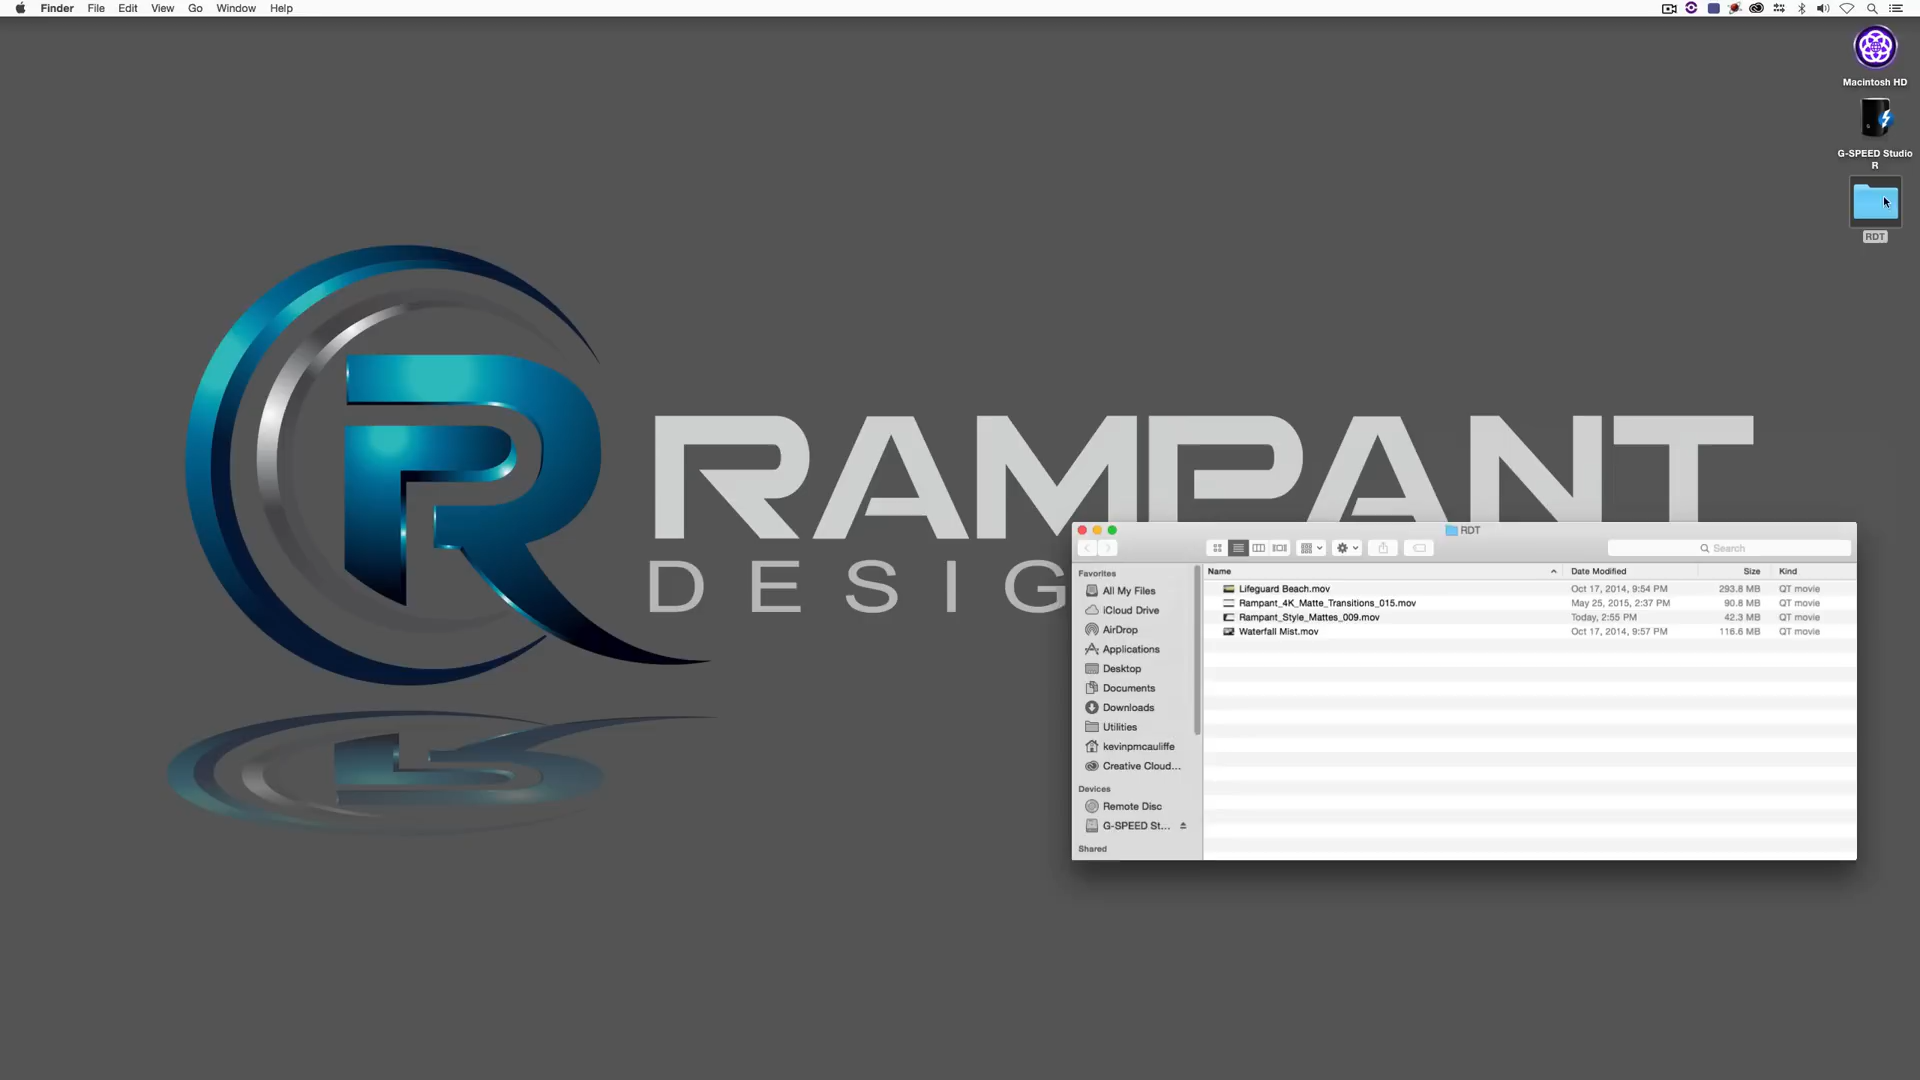 Finder File Edit View Go Window Help
Macintosh HD
G-SPEED Studio
R
RDT
RAMPANT
DESIG
RDT
Search
Favorites
All My Files
iCloud Drive
AirDrop
Applications
Desktop
Documents
Downloads
Utilities
kevinpmcauliffe
Creative Cloud...
Devices
Remote Disc
G-SPEED St...
Shared
Name Date Modified Size Kind
Lifeguard Beach.mov Oct 17, 2014, 9:54 PM 293.8 MB QT movie
Rampant_4K_Matte_Transitions_015.mov May 25, 2015, 2:37 PM 90.8 MB QT movie
Rampant_Style_Mattes_009.mov Today, 2:55 PM 42.3 MB QT movie
Waterfall Mist.mov Oct 17, 2014, 9:57 PM 116.6 MB QT movie